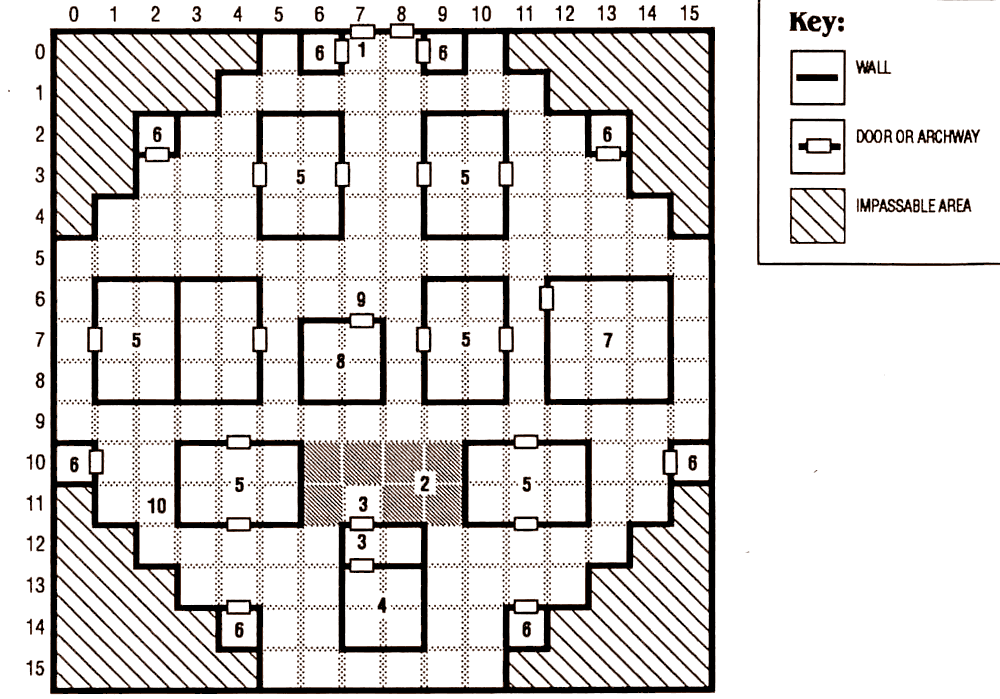 0 1 2 3 4 5 6 7 8 9 10 11 12 13 14 15
Key:
0 6 1 6
WALL
1
2 6 6
DOOR OR ARCHWAY
3 5 5
4
IMPASSABLE AREA
5
6 9
7 5 5 7
8 8
9
10 6 6
5 2 5
11 10 3
12 3
13
4
14 6 6
15